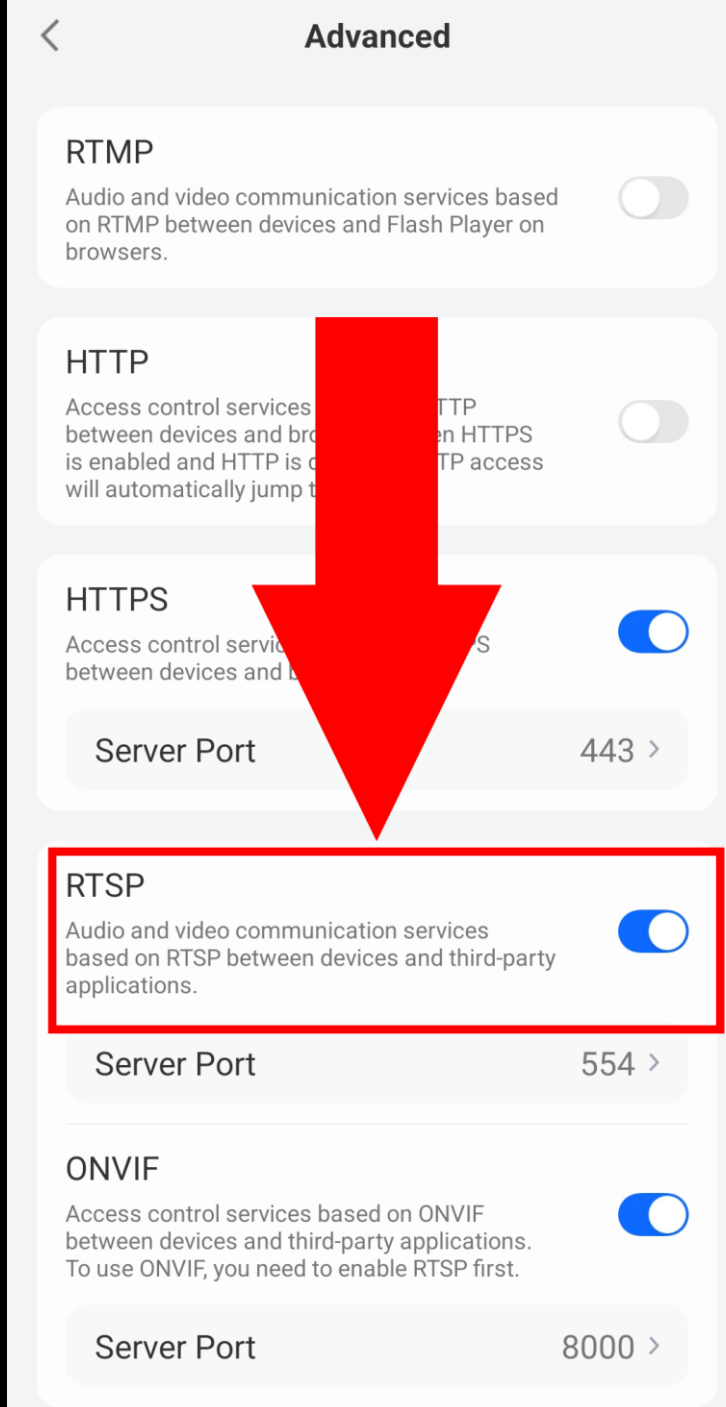 Advanced
RTMP
Audio and video communication services based
on RTMP between devices and Flash Player on
browsers.
HTTP
Access control services TTP
between devices and en HTTPS
is enabled and HTTP is TP access
will automatically jump
HTTPS
Access control PS
between devices and
Server Port 443
RTSP
Audio and video communication services
based on RTSP between devices and third-party
applications.
Server Port 554
ONVIF
Access control services based on ONVIF
between devices and third-party applications.
To use ONVIF, you need to enable RTSP first.
Server Port 8000